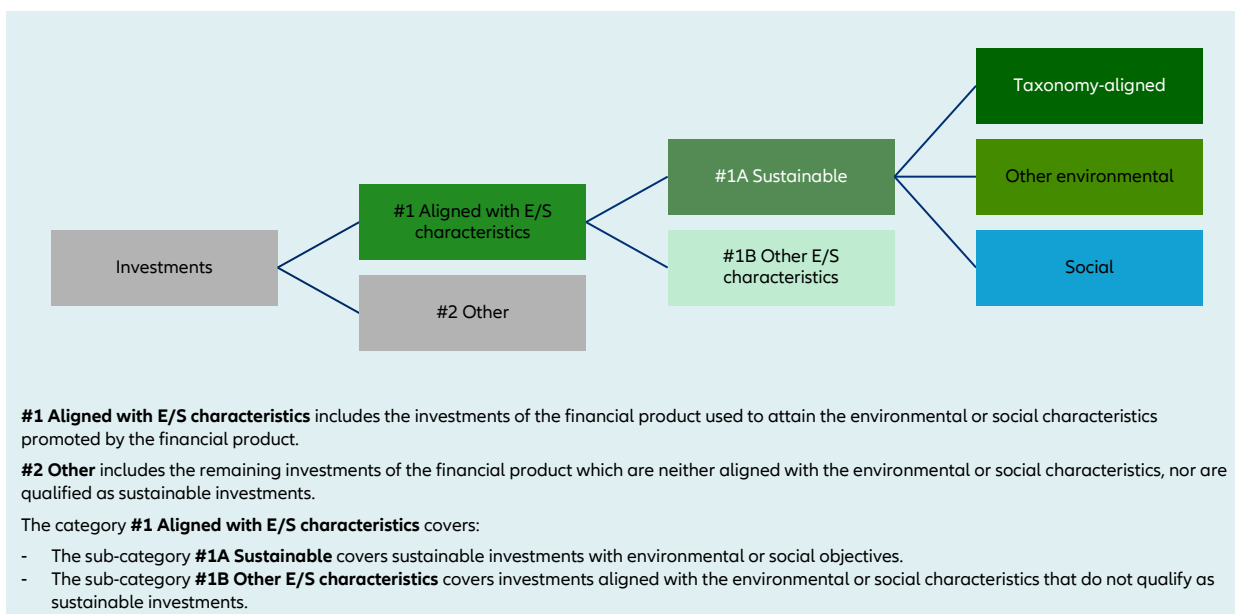 Taxonomy-aligned
#1A Sustainable
Other environmental
#1 Aligned with E/S
characteristics
Investments
#1B Other E/S
characteristics
Social
#2 Other
#1 Aligned with E/S characteristics includes the investments of the financial product used to attain the environmental or social characteristics
promoted by the financial product.
#2 Other includes the remaining investments of the financial product which are neither aligned with the environmental or social characteristics, nor are
qualified as sustainable investments.
The category #1 Aligned with E/S characteristics covers:
- The sub-category #1A Sustainable covers sustainable investments with environmental or social objectives.
- The sub-category #1B Other E/S characteristics covers investments aligned with the environmental or social characteristics that do not qualify as
sustainable investments.